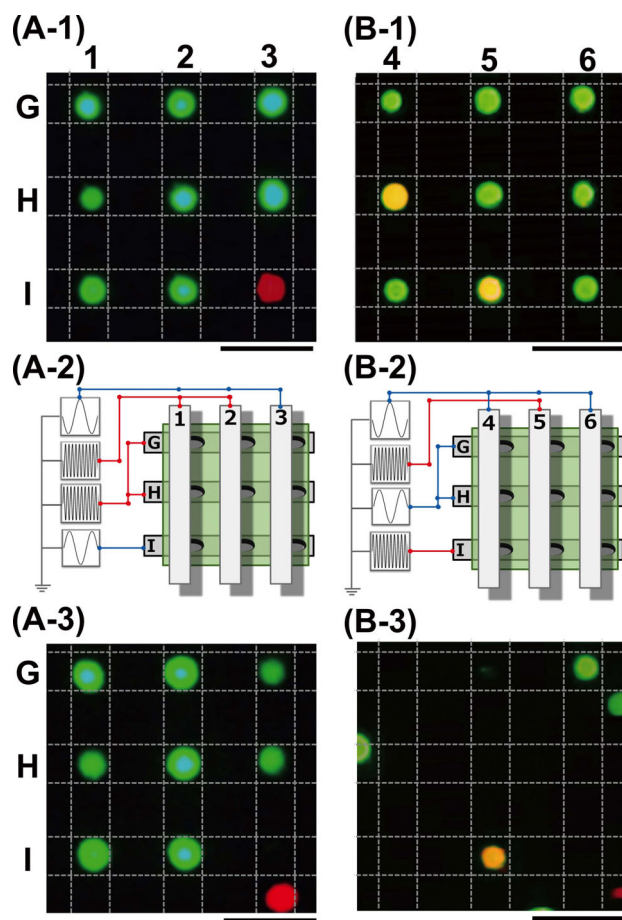 (A-1) (B-1)
1 2 3 4 5 6
G
H
I
(A-2) (B-2)
1 2 3 4 5 6
G G
H H
I I
(A-3) (B-3)
G
H
I